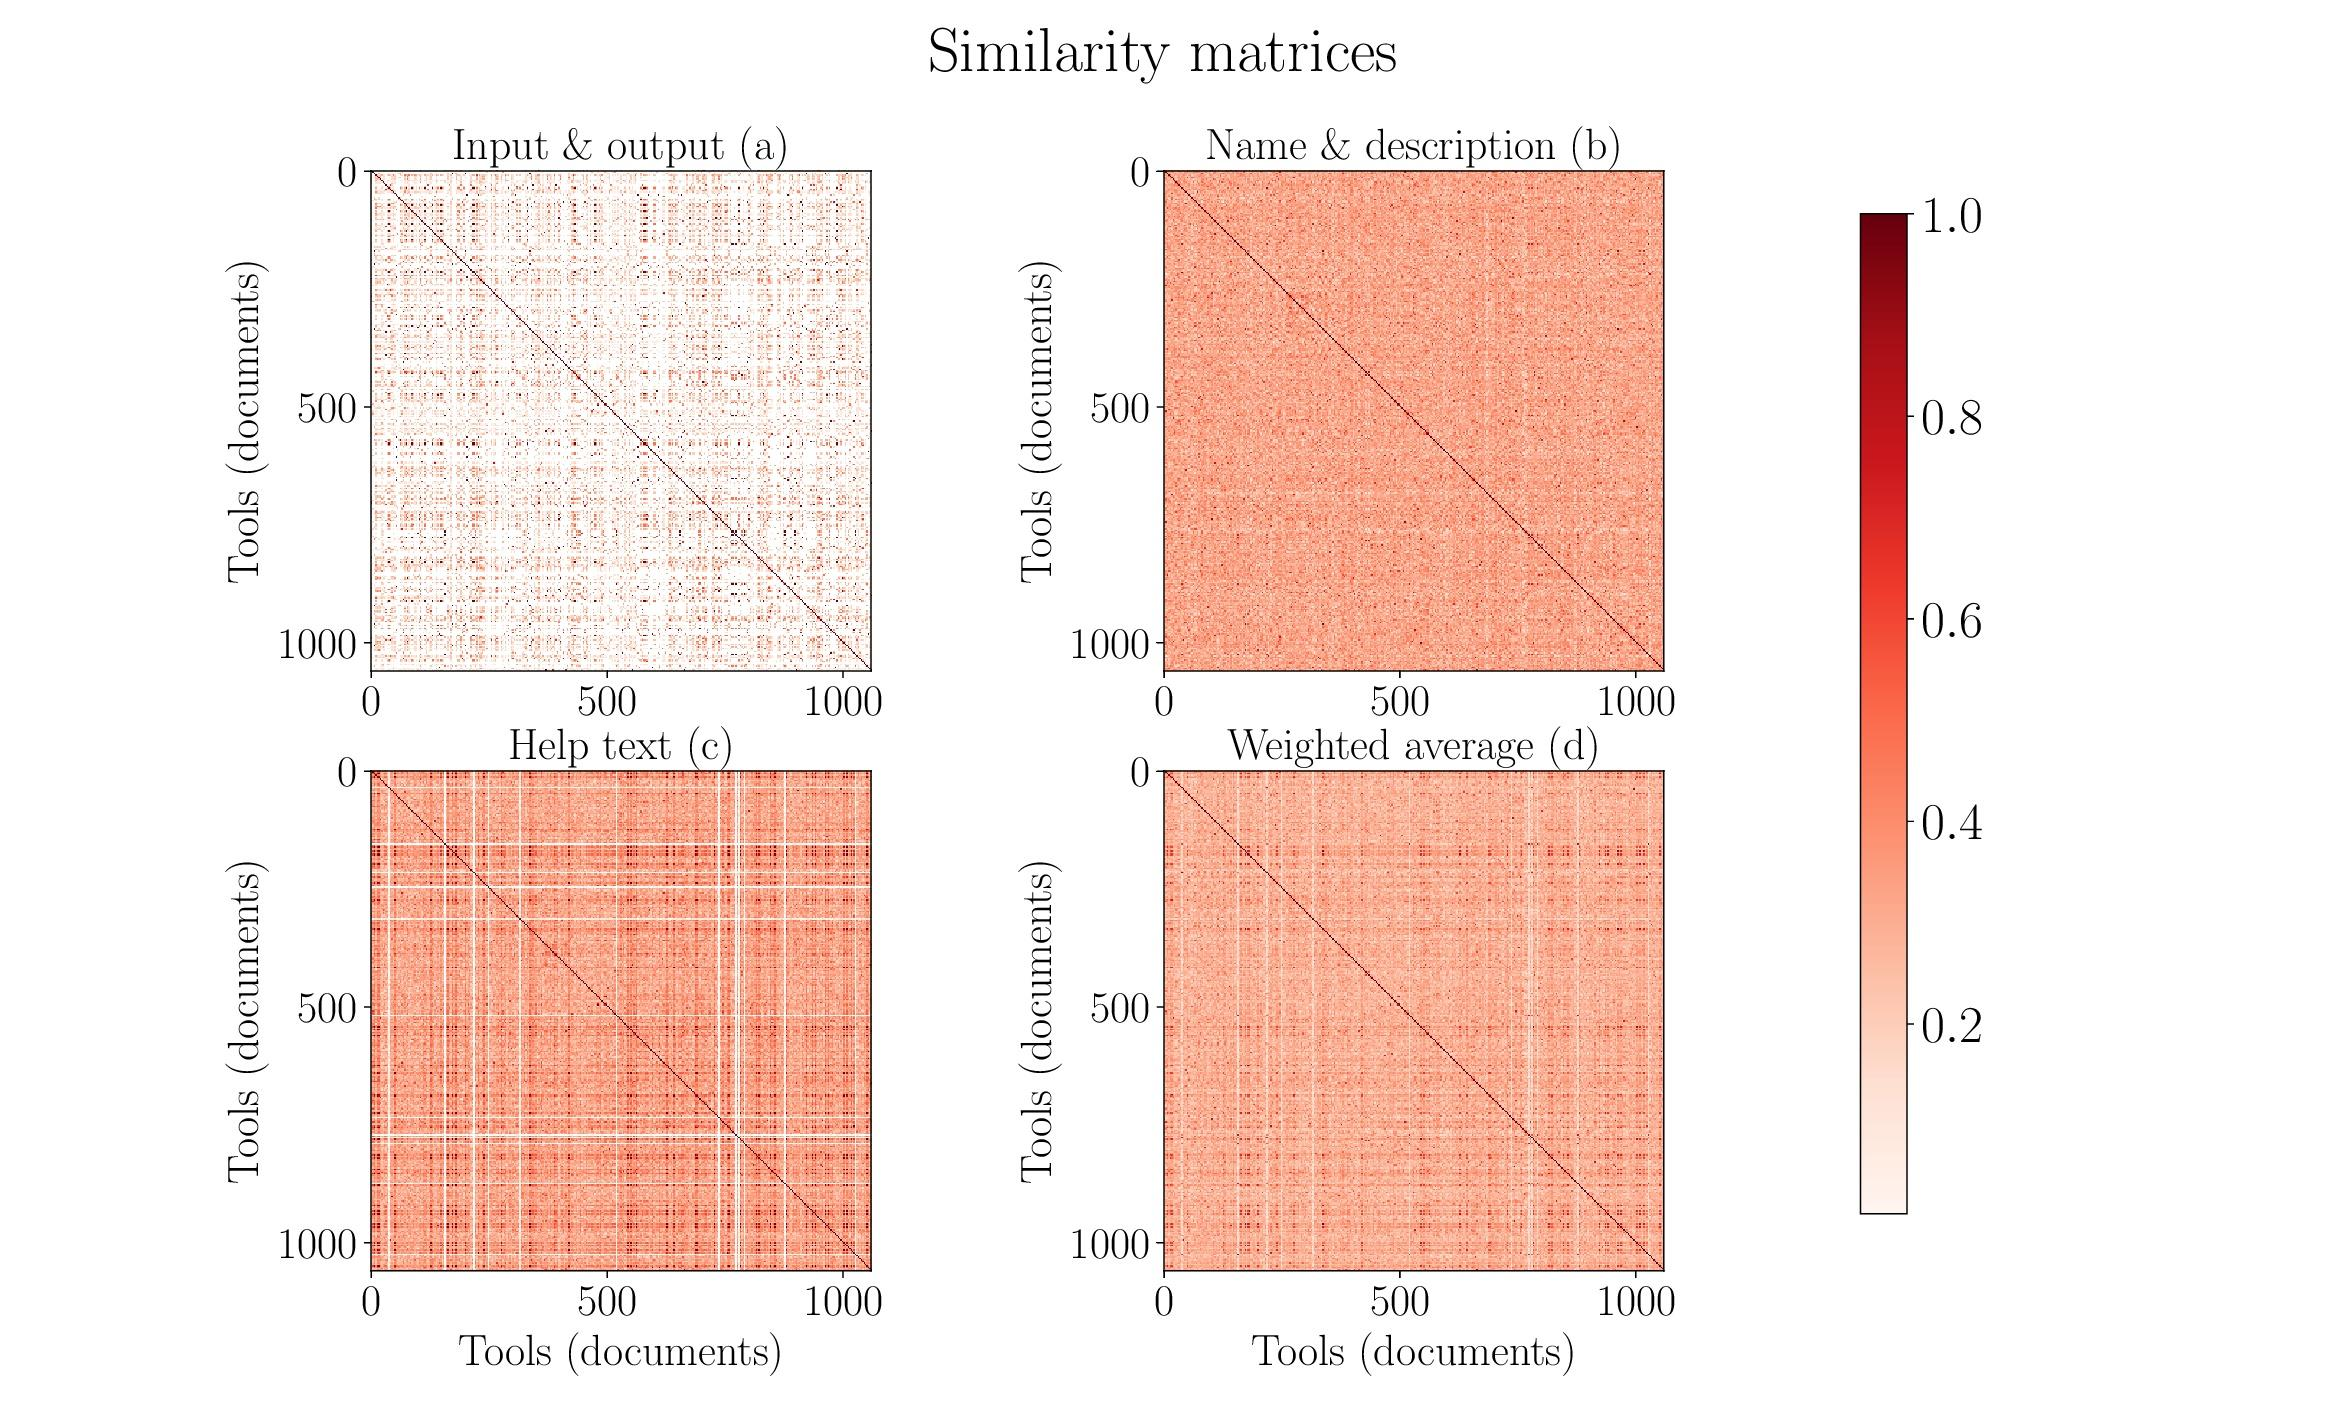 Similarity matrices
Input & output (a)
0
500
1000
Tools (documents)
0 500 1000
Name & description (b)
0
500
1000
Tools (documents)
0 500 1000
Help text (c)
0
500
1000
Tools (documents)
0 500 1000
Tools (documents)
Weighted average (d)
0
500
1000
Tools (documents)
0 500 1000
Tools (documents)
1.0
0.8
0.6
0.4
0.2